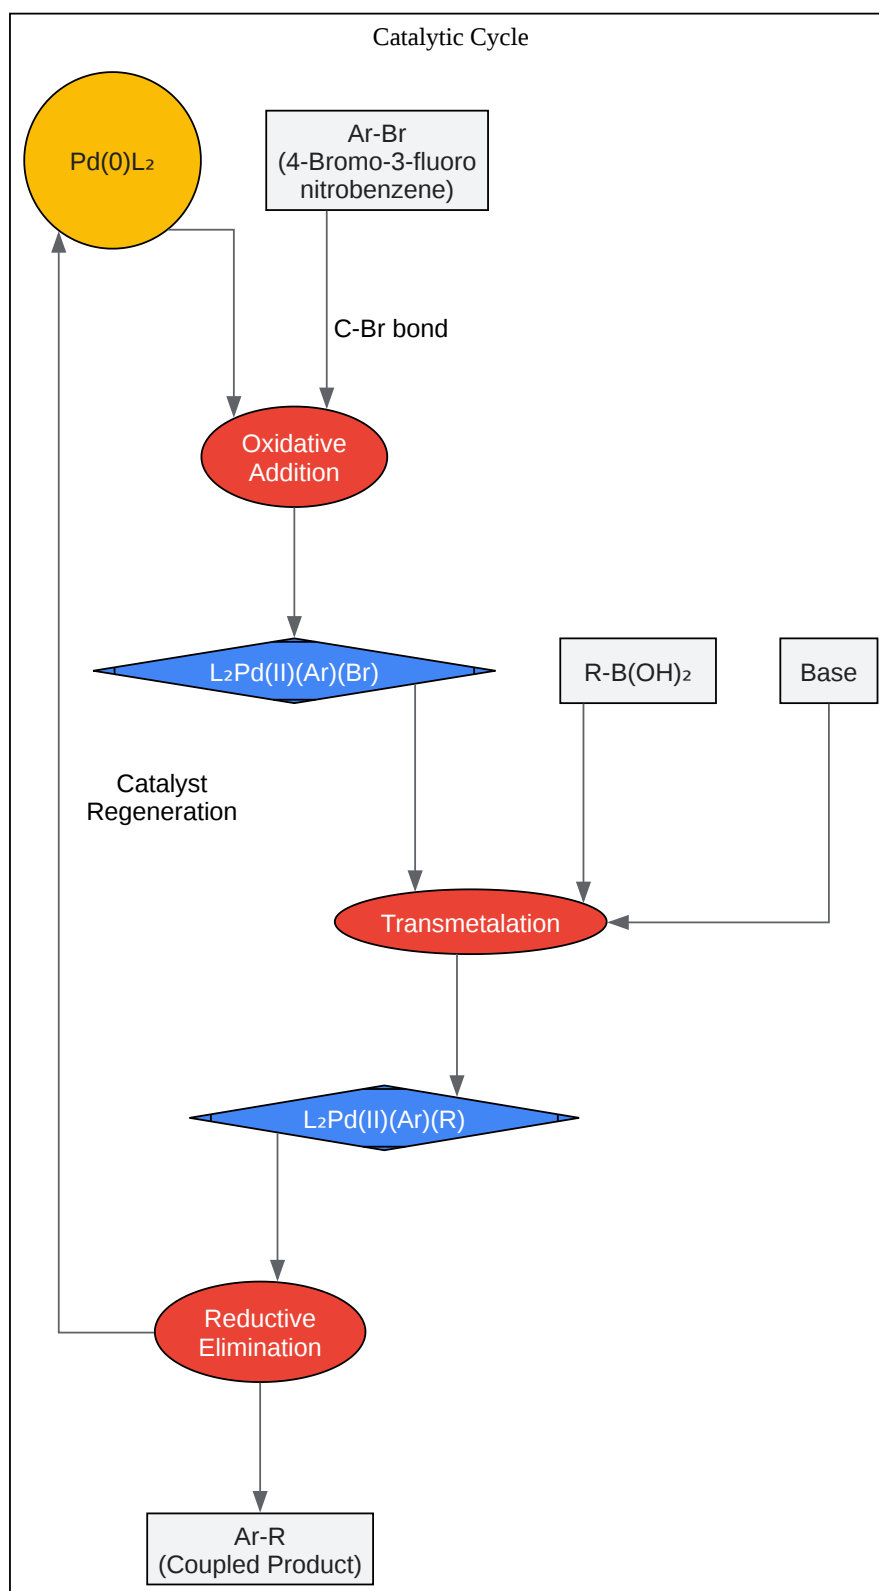 Catalytic Cycle
Pd(0)L₂
Ar-Br
(4-Bromo-3-fluoro
nitrobenzene)
C-Br bond
Oxidative
Addition
L₂Pd(II)(Ar)(Br)
R-B(OH)₂
Base
Catalyst
Regeneration
Transmetalation
L₂Pd(II)(Ar)(R)
Reductive
Elimination
Ar-R
(Coupled Product)